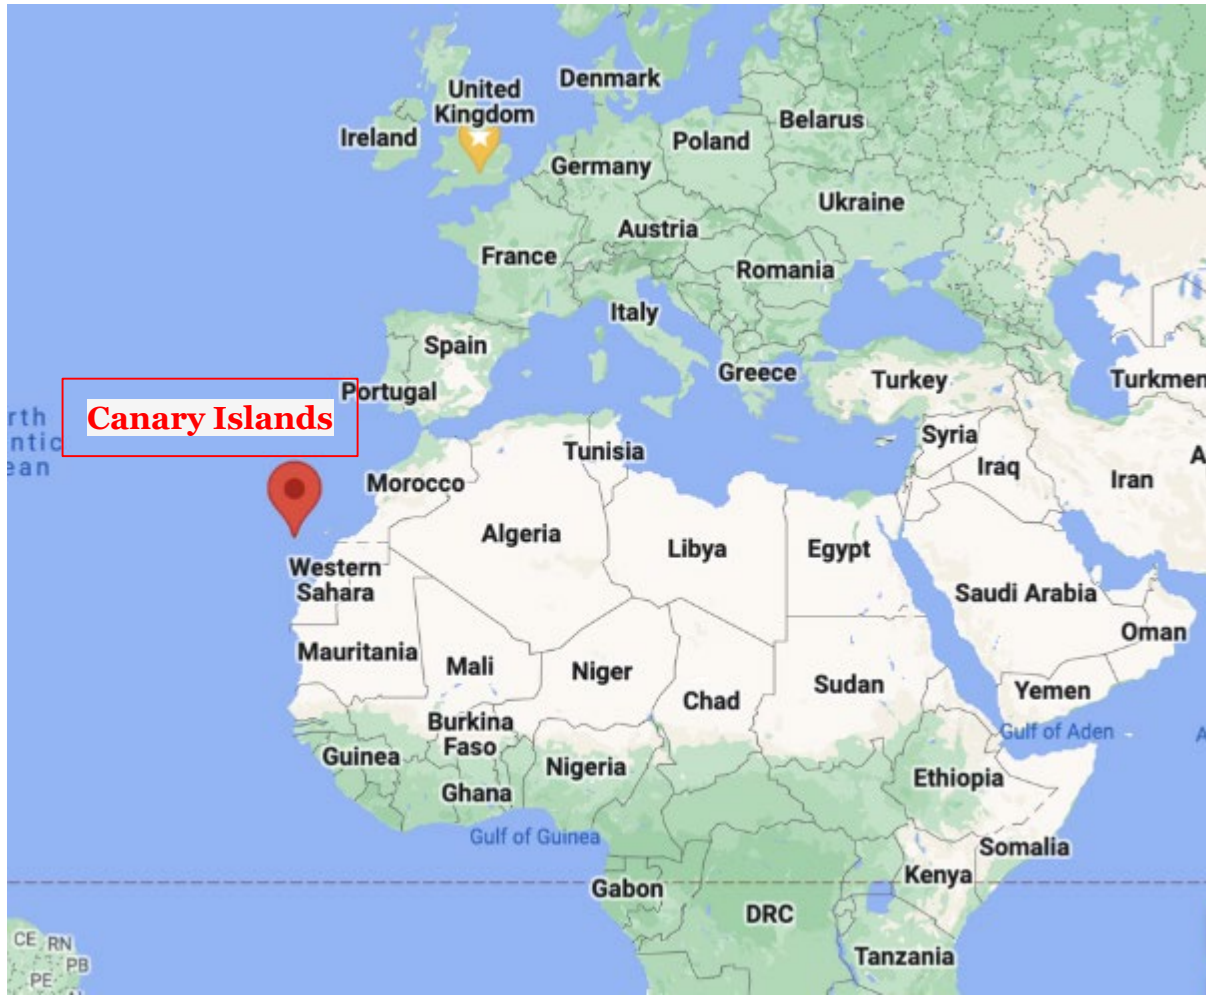 Denmark
United
Kingdom
Ireland
Belarus
Poland
Germany
Ukraine
Austria
France
Romania
Italy
Spain
Greece
Turkey
Turkmen
Portugal
Canary Islands
rth
ntic
ean
Syria
Tunisia
Iraq
A
Iran
Morocco
Algeria
Libya
Egypt
Western
Sahara
Saudi Arabia
Oman
Mauritania
Mali
Niger
Chad
Sudan
Yemen
Burkina
Faso
Gulf of Aden
A
Guinea
Nigeria
Ethiopia
Ghana
Gulf of Guinea
Somalia
Gabon
Kenya
DRC
CE
RN
PB
PE
Tanzania